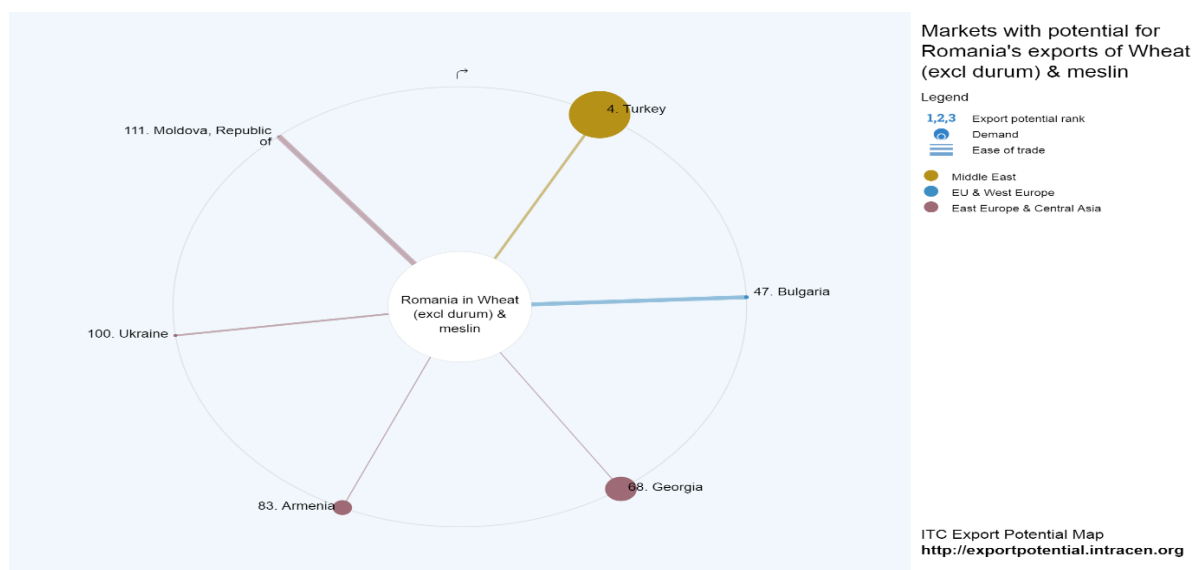 Markets with potential for
Romania's exports of Wheat
(excl durum) & meslin
Legend
1,2,3 Export potential rank
Demand
Ease of trade
Middle East
EU & West Europe
East Europe & Central Asia
4. Turkey
47. Bulgaria
68. Georgia
83. Armenia
100. Ukraine
111. Moldova, Republic
of
Romania in Wheat
(excl durum) &
meslin
ITC Export Potential Map
http://exportpotential.intracen.org